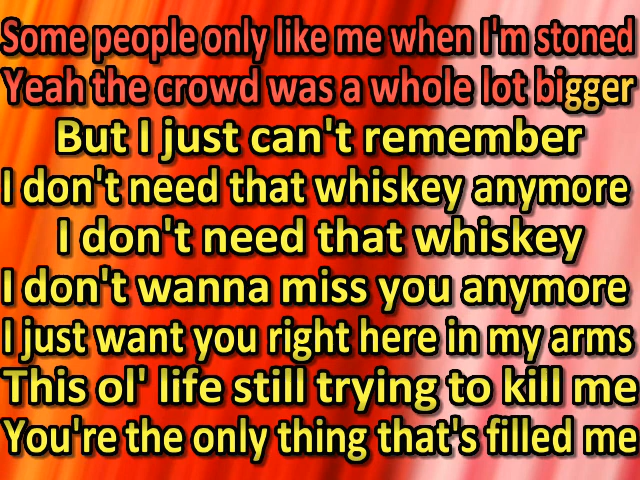 Some people only like me when I'm stoned
Yeah the crowd was a whole lot bigger
But I just can't remember
I don't need that whiskey anymore
I don't need that whiskey
I don't wanna miss you anymore
I just want you right here in my arms
This ol' life still trying to kill me
You're the only thing that's filled me